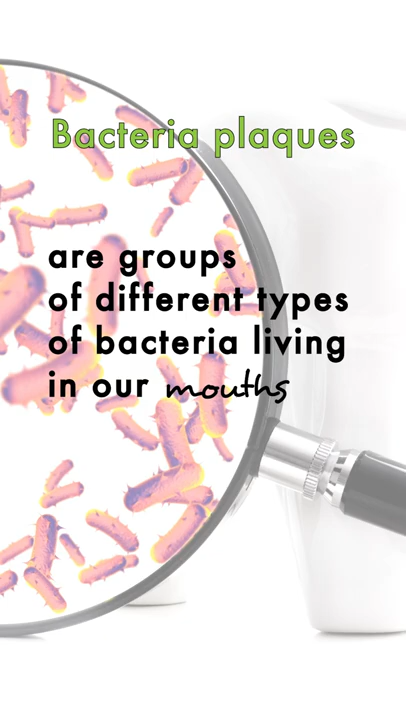 Bacteria plaques
are groups
of different types
of bacteria living
in our mouths